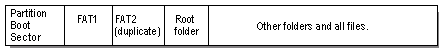 Partition
Boot
Sector
FAT1
FAT2
(duplicate)
Root
folder
Other folders and all files.